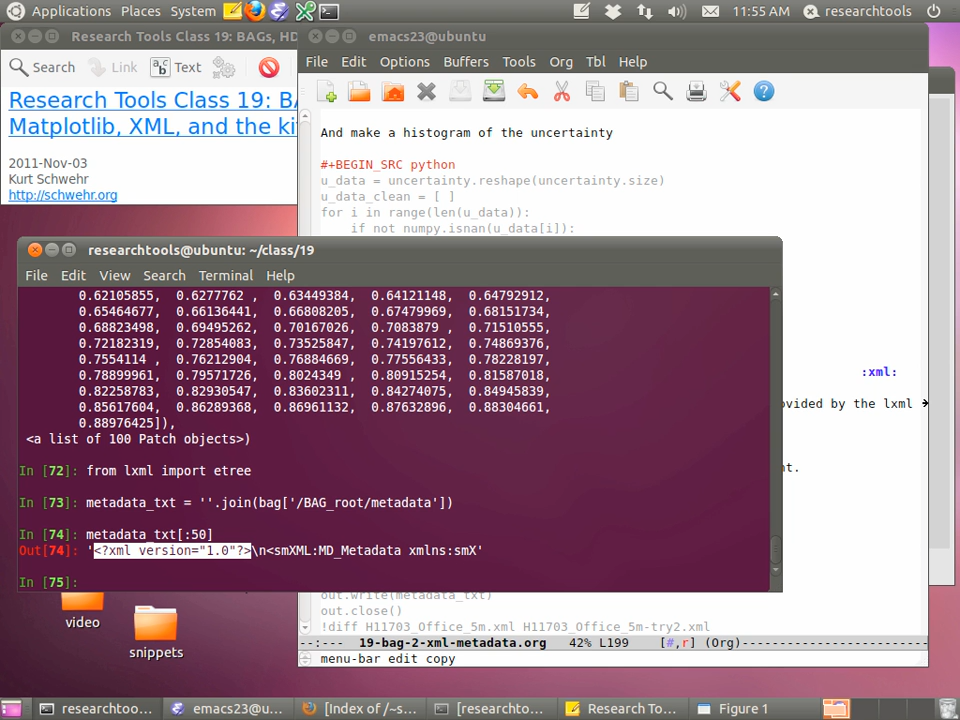 Applications Places System 11:55 AM researchtools
Research Tools Class 19: BAGs, HD
Search Link Text
Research Tools Class 19: BA
Matplotlib, XML, and the ki
2011-Nov-03
Kurt Schwehr
http://schwehr.org
emacs23@ubuntu
File Edit Options Buffers Tools Org Tbl Help
And make a histogram of the uncertainty
#+BEGIN_SRC python
u_data = uncertainty.reshape(uncertainty.size)
u_data_clean = [ ]
for i in range(len(u_data)):
if not numpy.isnan(u_data[i]):
:xml:
ovided by the lxml
nt.
researchtools@ubuntu: ~/class/19
File Edit View Search Terminal Help
0.62105855, 0.6277762 , 0.63449384, 0.64121148, 0.64792912,
0.65464677, 0.66136441, 0.66808205, 0.67479969, 0.68151734,
0.68823498, 0.69495262, 0.70167026, 0.7083879 , 0.71510555,
0.72182319, 0.72854083, 0.73525847, 0.74197612, 0.74869376,
0.7554114 , 0.76212904, 0.76884669, 0.77556433, 0.78228197,
0.78899961, 0.79571726, 0.8024349 , 0.80915254, 0.81587018,
0.82258783, 0.82930547, 0.83602311, 0.84274075, 0.84945839,
0.85617604, 0.86289368, 0.86961132, 0.87632896, 0.88304661,
0.88976425]),
<a list of 100 Patch objects>)
In [72]: from lxml import etree
In [73]: metadata_txt = ''.join(bag['/BAG_root/metadata'])
In [74]: metadata_txt[:50]
Out[74]: '<?xml version="1.0"?>\n<smXML:MD_Metadata xmlns:smX'
In [75]:
out.write(metadata_txt)
out.close()
!diff H11703_Office_5m.xml H11703_Office_5m-try2.xml
--:--- 19-bag-2-xml-metadata.org 42% L199 [#,r] (Org)------------------
menu-bar edit copy
video
snippets
researchtoo... emacs23@u... [Index of /~s... [researchto... Research To... Figure 1